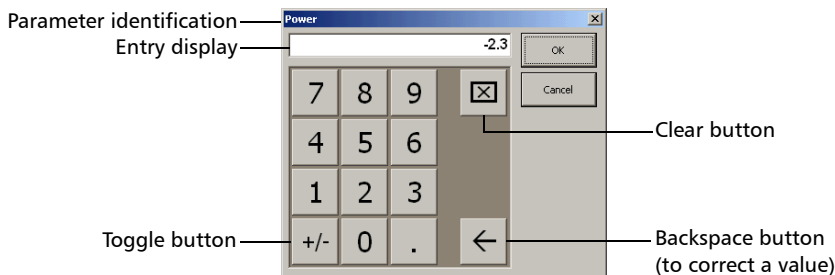 Parameter identification
Power
Entry display
-2.3
OK
7 8 9
Cancel
4 5 6
Clear button
1 2 3
Toggle button
+/- 0 .
Backspace button
(to correct a value)